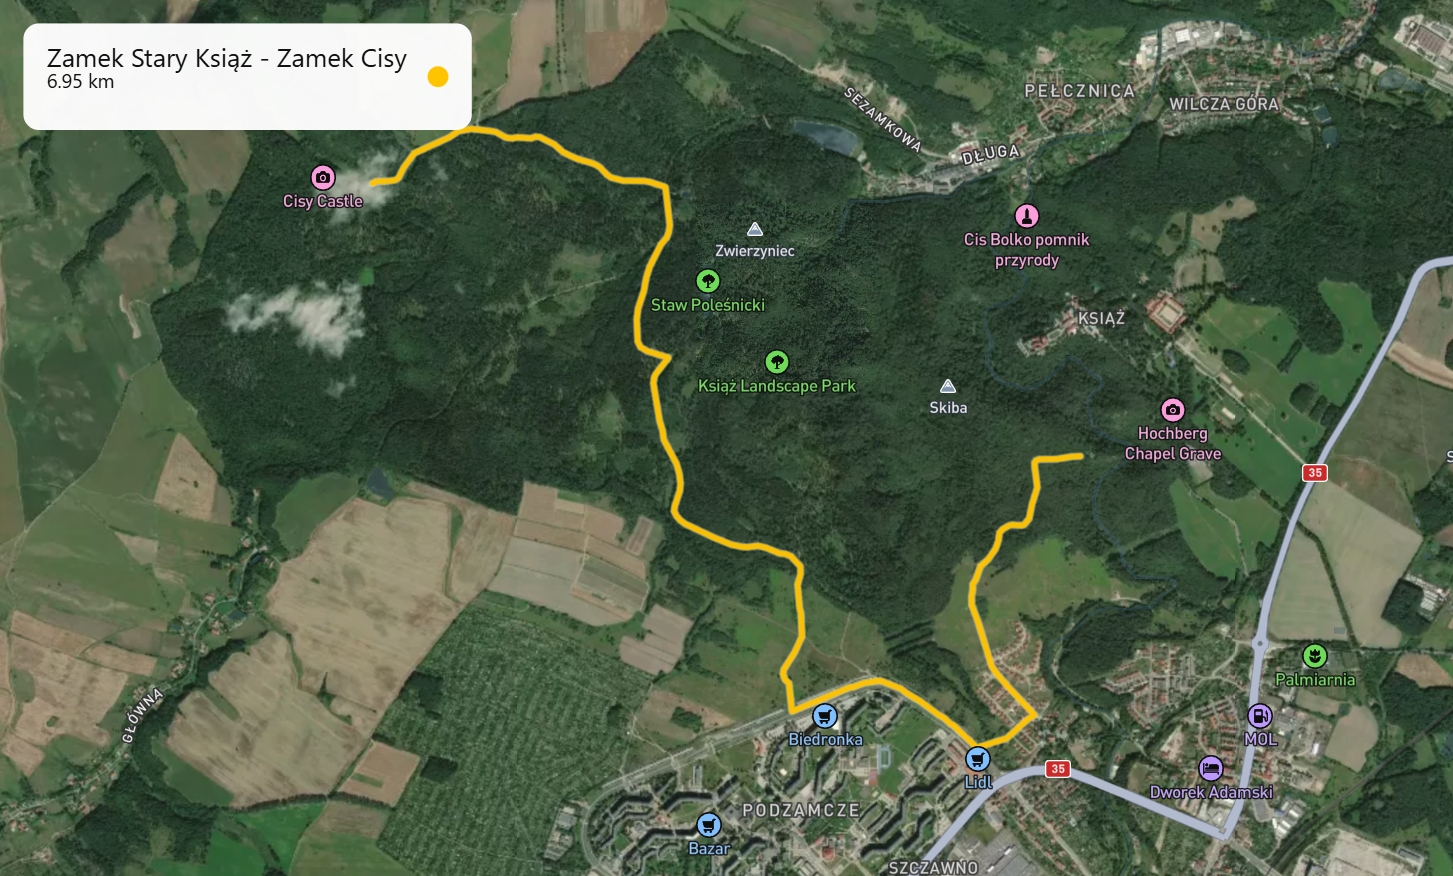 Zamek Stary Książ - Zamek Cisy
6.95 km
SEZAMKOWA
PEŁCZNICA
WILCZA GÓRA
DŁUGA
Cisy Castle
Zwierzyniec
Cis Bolko pomnik
przyrody
Staw Poleśnicki
KSIĄŻ
Książ Landscape Park
Skiba
Hochberg
Chapel Grave
S
35
GŁÓWNA
Palmiarnia
Biedronka
MOL
Lidl
35
Dworek Adamski
PODZAMCZE
Bazar
SZCZAWNO